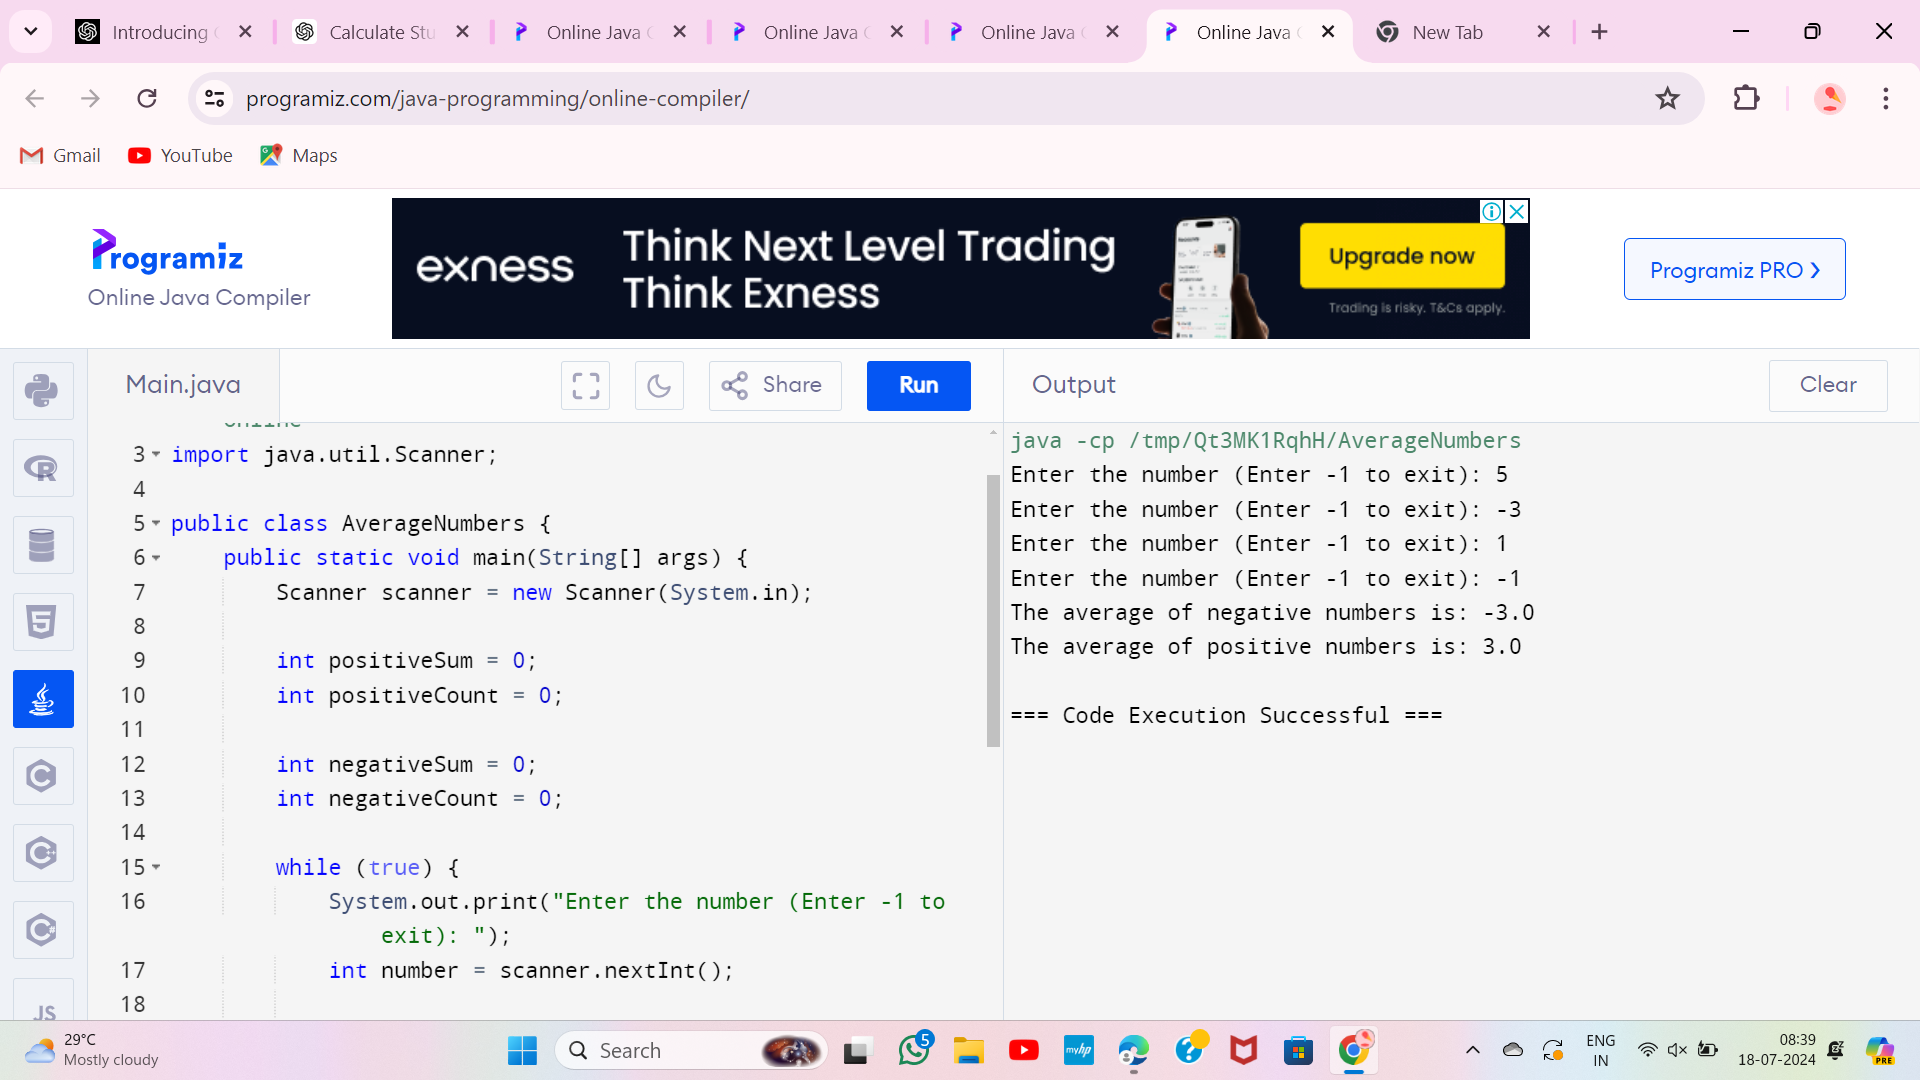 Introducing
Calculate Stu
Online Java
Online Java
Online Java
Online Java
New Tab
programiz.com/java-programming/online-compiler/
Gmail
YouTube
Maps
Programiz
Online Java Compiler
exness
Think Next Level Trading
Think Exness
Upgrade now
Trading is risky. T&Cs apply.
Programiz PRO
Main.java
Share
Run
Output
Clear
online
3 import java.util.Scanner;
4
5 public class AverageNumbers {
6 public static void main(String[] args) {
7 Scanner scanner = new Scanner(System.in);
8
9 int positiveSum = 0;
10 int positiveCount = 0;
11
12 int negativeSum = 0;
13 int negativeCount = 0;
14
15 while (true) {
16 System.out.print("Enter the number (Enter -1 to
exit): ");
17 int number = scanner.nextInt();
18
java -cp /tmp/Qt3MK1RqhH/AverageNumbers
Enter the number (Enter -1 to exit): 5
Enter the number (Enter -1 to exit): -3
Enter the number (Enter -1 to exit): 1
Enter the number (Enter -1 to exit): -1
The average of negative numbers is: -3.0
The average of positive numbers is: 3.0
=== Code Execution Successful ===
JS
29°C
Mostly cloudy
Search
5
myhp
ENG
IN
08:39
18-07-2024
PRE